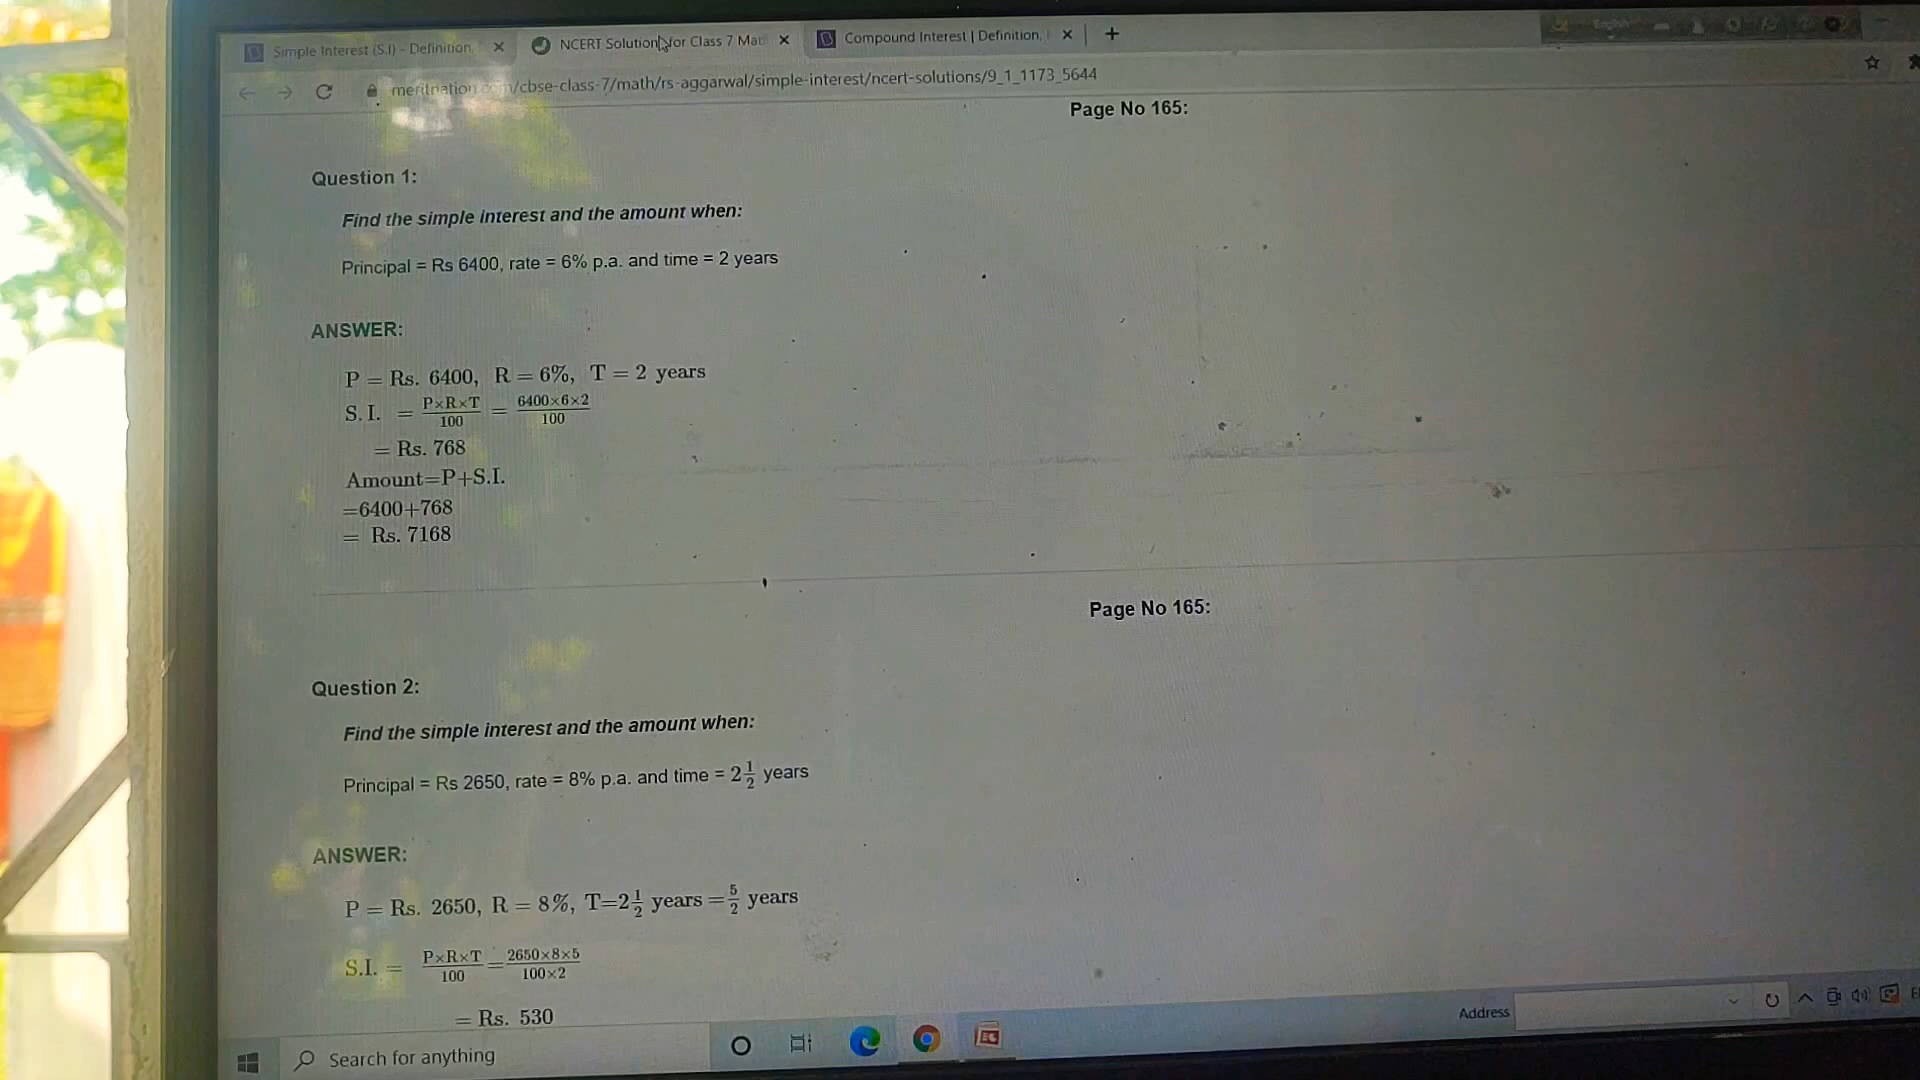 Simple Interest (S.I) - Definition,
NCERT Solution for Class 7 Mat
Compound Interest | Definition,
English
/cbse-class-7/math/rs-aggarwal/simple-interest/ncert-solutions/9_1_1173_5644
Page No 165:
Question 1:
Find the simple interest and the amount when:
Principal = Rs 6400, rate = 6% p.a. and time = 2 years
ANSWER:
P = Rs. 6400, R = 6%, T = 2 years
S. I. = P×R×T/100 = 6400×6×2/100
= Rs. 768
Amount=P+S.I.
=6400+768
= Rs. 7168
Page No 165:
Question 2:
Find the simple interest and the amount when:
Principal = Rs 2650, rate = 8% p.a. and time = 2 1/2 years
ANSWER:
P = Rs. 2650, R = 8%, T=2 1/2 years = 5/2 years
S.I. = P×R×T/100 = 2650×8×5/100×2
= Rs. 530
Address
Search for anything